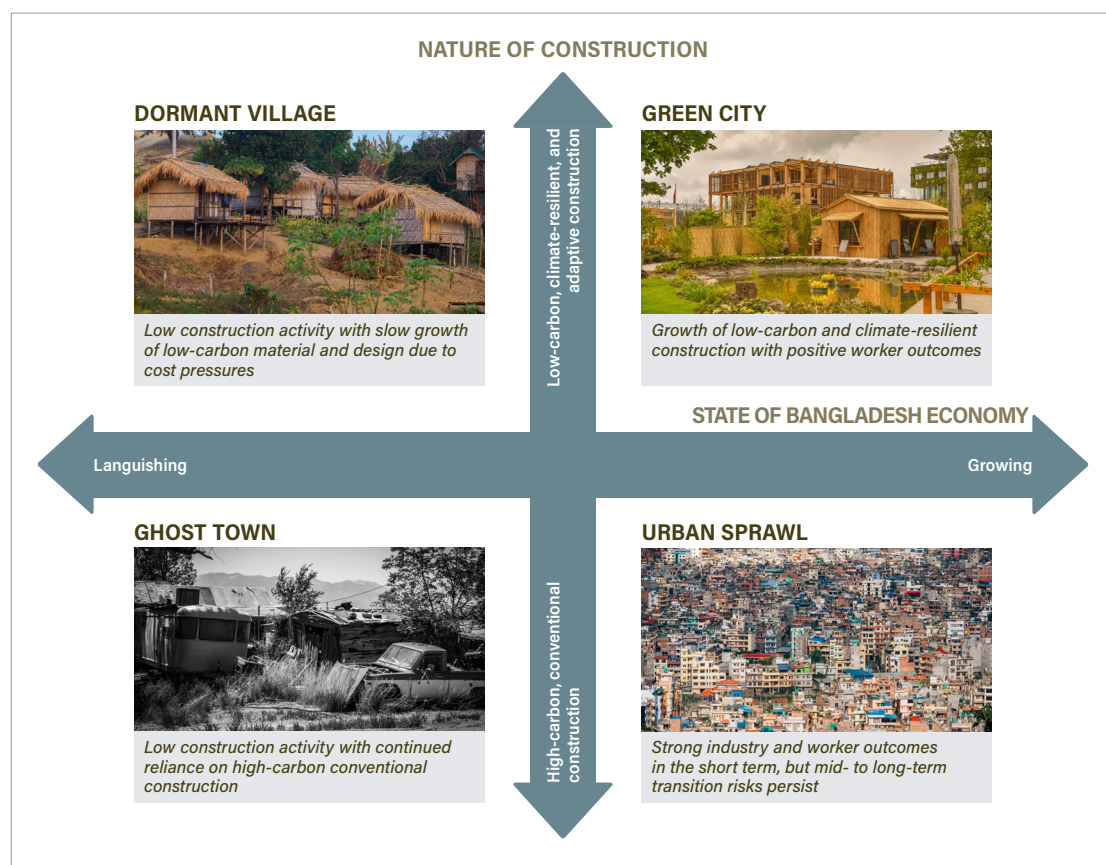 NATURE OF CONSTRUCTION
DORMANT VILLAGE
Low construction activity with slow growth
of low-carbon material and design due to
cost pressures
Low-carbon, climate-resilient, and
adaptive construction
GREEN CITY
Growth of low-carbon and climate-resilient
construction with positive worker outcomes
STATE OF BANGLADESH ECONOMY
Languishing
Growing
GHOST TOWN
Low construction activity with continued
reliance on high-carbon conventional
construction
High-carbon, conventional
construction
URBAN SPRAWL
Strong industry and worker outcomes
in the short term, but mid- to long-term
transition risks persist